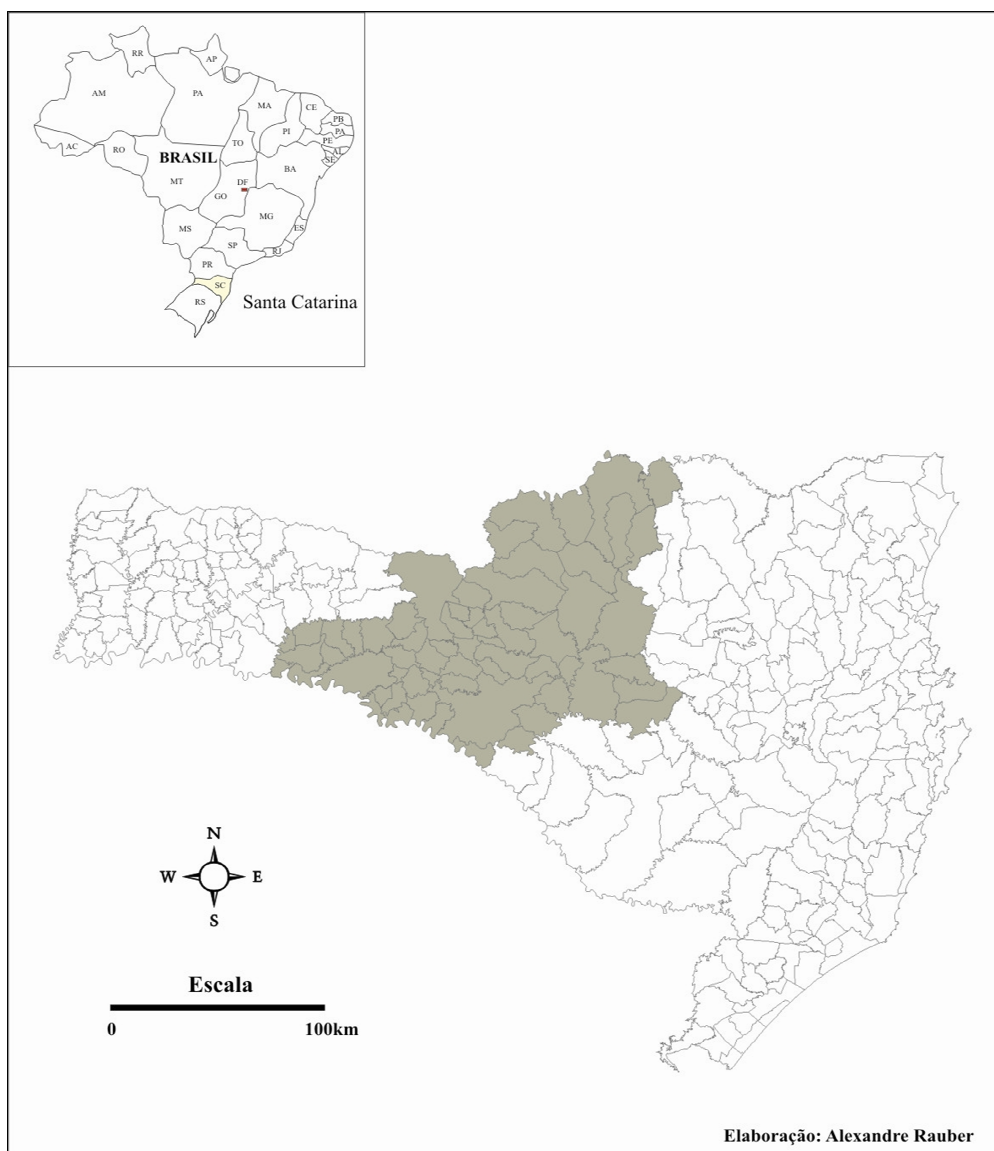 RR
AP
AM
PA
MA
CE
PB
PA
PI
PE
AL
SE
TO
AC
RO
BRASIL
BA
MT
DF
GO
MG
MS
ES
SP
RJ
PR
SC
RS
Santa Catarina
N
W E
S
Escala
0 100km
Elaboração: Alexandre Rauber